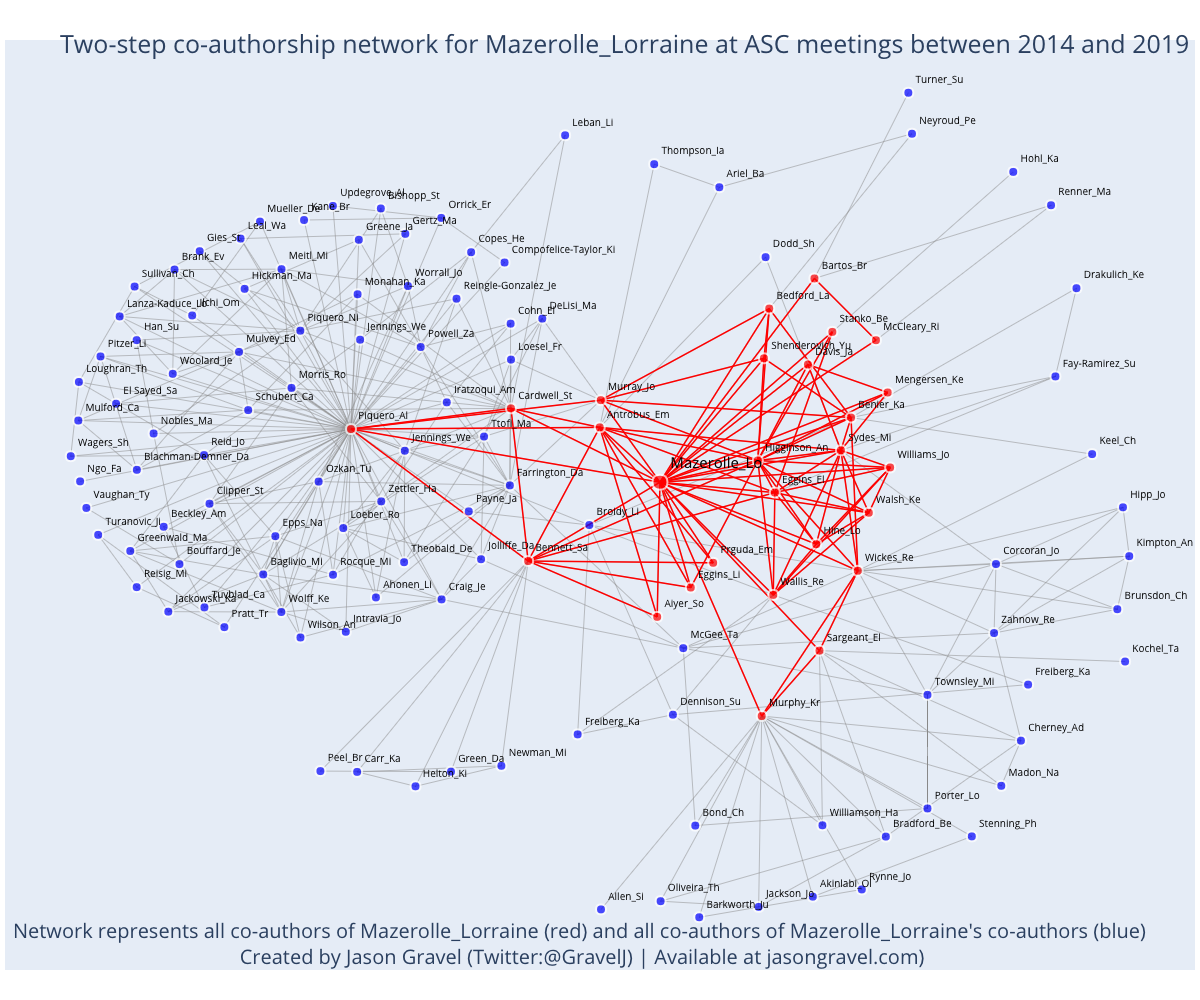 Two-step co-authorship network for Mazerolle_Lorraine at ASC meetings between 2014 and 2019
Turner_Su
Neyroud_Pe
Leban_Li
Thompson_Ia
Ariel_Ba
Hohl_Ka
Renner_Ma
Updegrove_Al
Bishopp_St
Mueller_De
Kane_Br
Orrick_Er
Leal_Wa
Greene_Ja
Gertz_Ma
Gies_St
Copes_He
Compofelice-Taylor_Ki
Dodd_Sh
Brank_Ev
Meitl_Mi
Bartos_Br
Sullivan_Ch
Hickman_Ma
Monahan_Ka
Worrall_Jo
Reingle-Gonzalez_Je
Drakulich_Ke
Bedford_La
Lanza-Kaduce_Lo
Uchi_Om
Piquero_Ni
Cohn_El
DeLisi_Ma
Stanko_Be
McCleary_Ri
Han_Su
Jennings_We
Powell_Za
Pitzer_Li
Mulvey_Ed
Loesel_Fr
Shenderovich_Yu
Davis_Ja
Woolard_Je
Loughran_Th
Fay-Ramirez_Su
Mengersen_Ke
El Sayed_Sa
Morris_Ro
Schubert_Ca
Iratzoqui_Am
Cardwell_St
Murray_Jo
Mulford_Ca
Benier_Ka
Nobles_Ma
Piquero_Al
Ttofi_Ma
Antrobus_Em
Wagers_Sh
Reid_Jo
Jennings_We
Sydes_Mi
Higginson_An
Williams_Jo
Keel_Ch
Blachman-Demner_Da
Mazerolle_Lo
Ngo_Fa
Ozkan_Tu
Farrington_Da
Eggins_El
Vaughan_Ty
Clipper_St
Zettler_Ha
Payne_Ja
Walsh_Ke
Hipp_Jo
Beckley_Am
Loeber_Ro
Broidy_Li
Turanovic_Ji
Epps_Na
Hine_Lo
Kimpton_An
Greenwald_Ma
Bouffard_Je
Theobald_De
Jolliffe_Da
Bennett_Sa
Prguda_Em
Wickes_Re
Corcoran_Jo
Reisig_Mi
Baglivio_Mi
Rocque_Mi
Eggins_Li
Wallis_Re
Jackowski_Ka
Tuvblad_Ca
Wolff_Ke
Ahonen_Li
Craig_Je
Aiyer_So
Brunsdon_Ch
Pratt_Tr
Wilson_An
Intravia_Jo
McGee_Ta
Sargeant_El
Zahnow_Re
Kochel_Ta
Townsley_Mi
Freiberg_Ka
Dennison_Su
Murphy_Kr
Freiberg_Ka
Cherney_Ad
Peel_Br
Carr_Ka
Green_Da
Newman_Mi
Helton_Ki
Madon_Na
Bond_Ch
Williamson_Ha
Porter_Lo
Bradford_Be
Stenning_Ph
Allen_Si
Oliveira_Th
Barkworth_Ju
Jackson_Jo
Akinlabi_Ol
Rynne_Jo
Network represents all co-authors of Mazerolle_Lorraine (red) and all co-authors of Mazerolle_Lorraine's co-authors (blue)
Created by Jason Gravel (Twitter:@GravelJ) | Available at jasongravel.com)